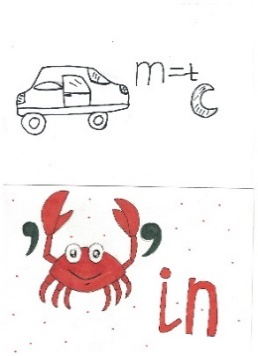 m=t
, ,
in